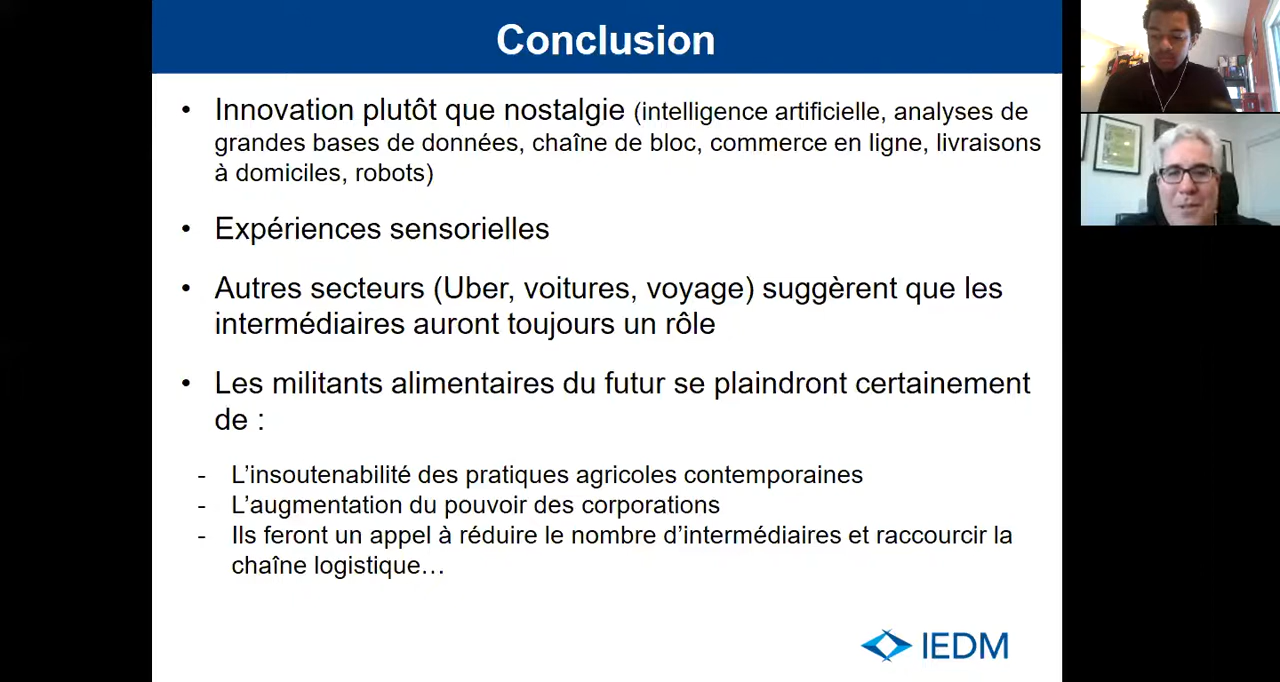 Conclusion
• Innovation plutôt que nostalgie (intelligence artificielle, analyses de
grandes bases de données, chaîne de bloc, commerce en ligne, livraisons
à domiciles, robots)
• Expériences sensorielles
• Autres secteurs (Uber, voitures, voyage) suggèrent que les
intermédiaires auront toujours un rôle
• Les militants alimentaires du futur se plaindront certainement
de :
- L’insoutenabilité des pratiques agricoles contemporaines
- L’augmentation du pouvoir des corporations
- Ils feront un appel à réduire le nombre d’intermédiaires et raccourcir la
chaîne logistique…
IEDM